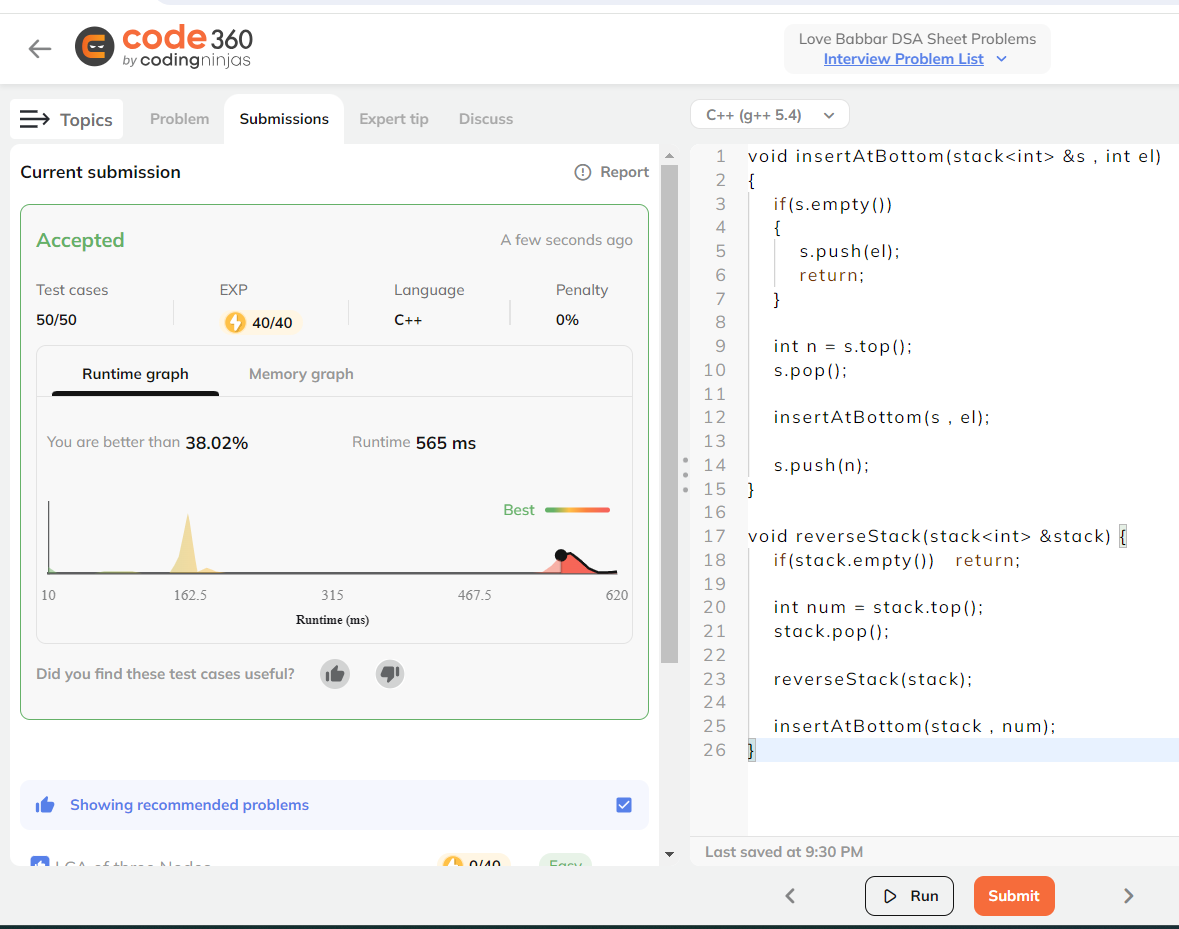 code 360
by codingninjas
Love Babbar DSA Sheet Problems
Interview Problem List
Topics
Problem
Submissions
Expert tip
Discuss
C++ (g++ 5.4)
Current submission
Report
Accepted
A few seconds ago
Test cases
EXP
Language
Penalty
50/50
40/40
C++
0%
Runtime graph
Memory graph
You are better than 38.02%
Runtime 565 ms
Best
10
162.5
315
467.5
620
Runtime (ms)
Did you find these test cases useful?
Showing recommended problems
LCA of three Nodes
0/40
Easy
1 void insertAtBottom(stack<int> &s , int el)
2 {
3 if(s.empty())
4 {
5 s.push(el);
6 return;
7 }
8
9 int n = s.top();
10 s.pop();
11
12 insertAtBottom(s , el);
13
14 s.push(n);
15 }
16
17 void reverseStack(stack<int> &stack) {
18 if(stack.empty()) return;
19
20 int num = stack.top();
21 stack.pop();
22
23 reverseStack(stack);
24
25 insertAtBottom(stack , num);
26 }
Last saved at 9:30 PM
Run
Submit